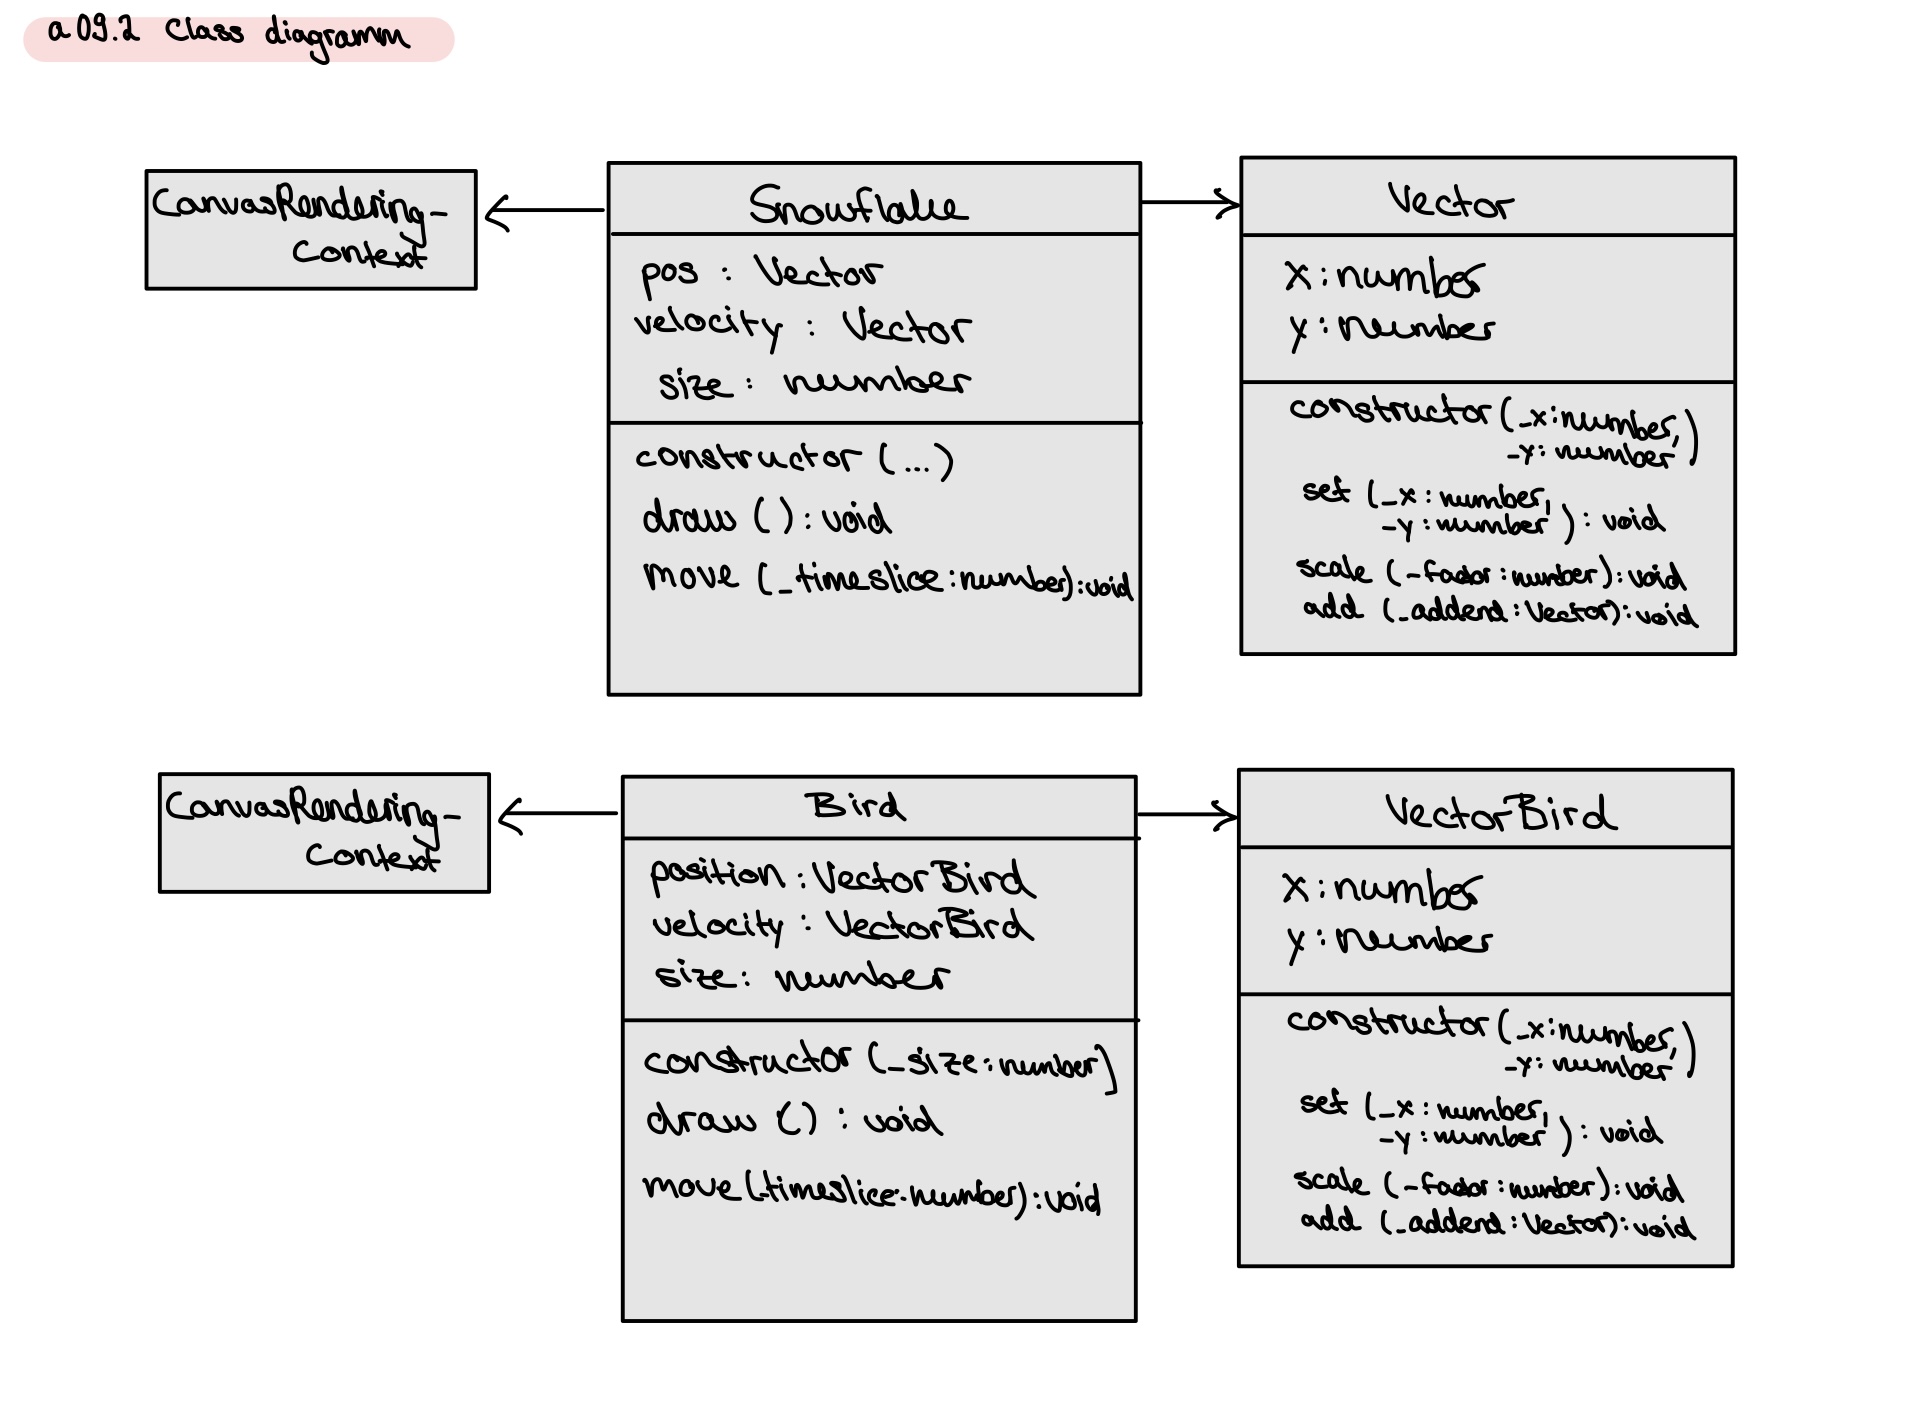 a09.2 Class diagramm
CanvasRendering-
Context
Snowflake
pos : Vector
velocity : Vector
size : number
constructor (...)
draw () : void
move (_timeslice : number) : void
Vector
x : number
y : number
constructor (_x : number,
_y : number)
set (_x : number,
_y : number) : void
scale (_factor : number) : void
add (_addend : Vector) : void
CanvasRendering-
Context
Bird
position : VectorBird
velocity : VectorBird
size : number
constructor (_size : number)
draw () : void
move (_timeslice : number) : void
VectorBird
x : number
y : number
constructor (_x : number,
_y : number)
set (_x : number,
_y : number) : void
scale (_factor : number) : void
add (_addend : Vector) : void